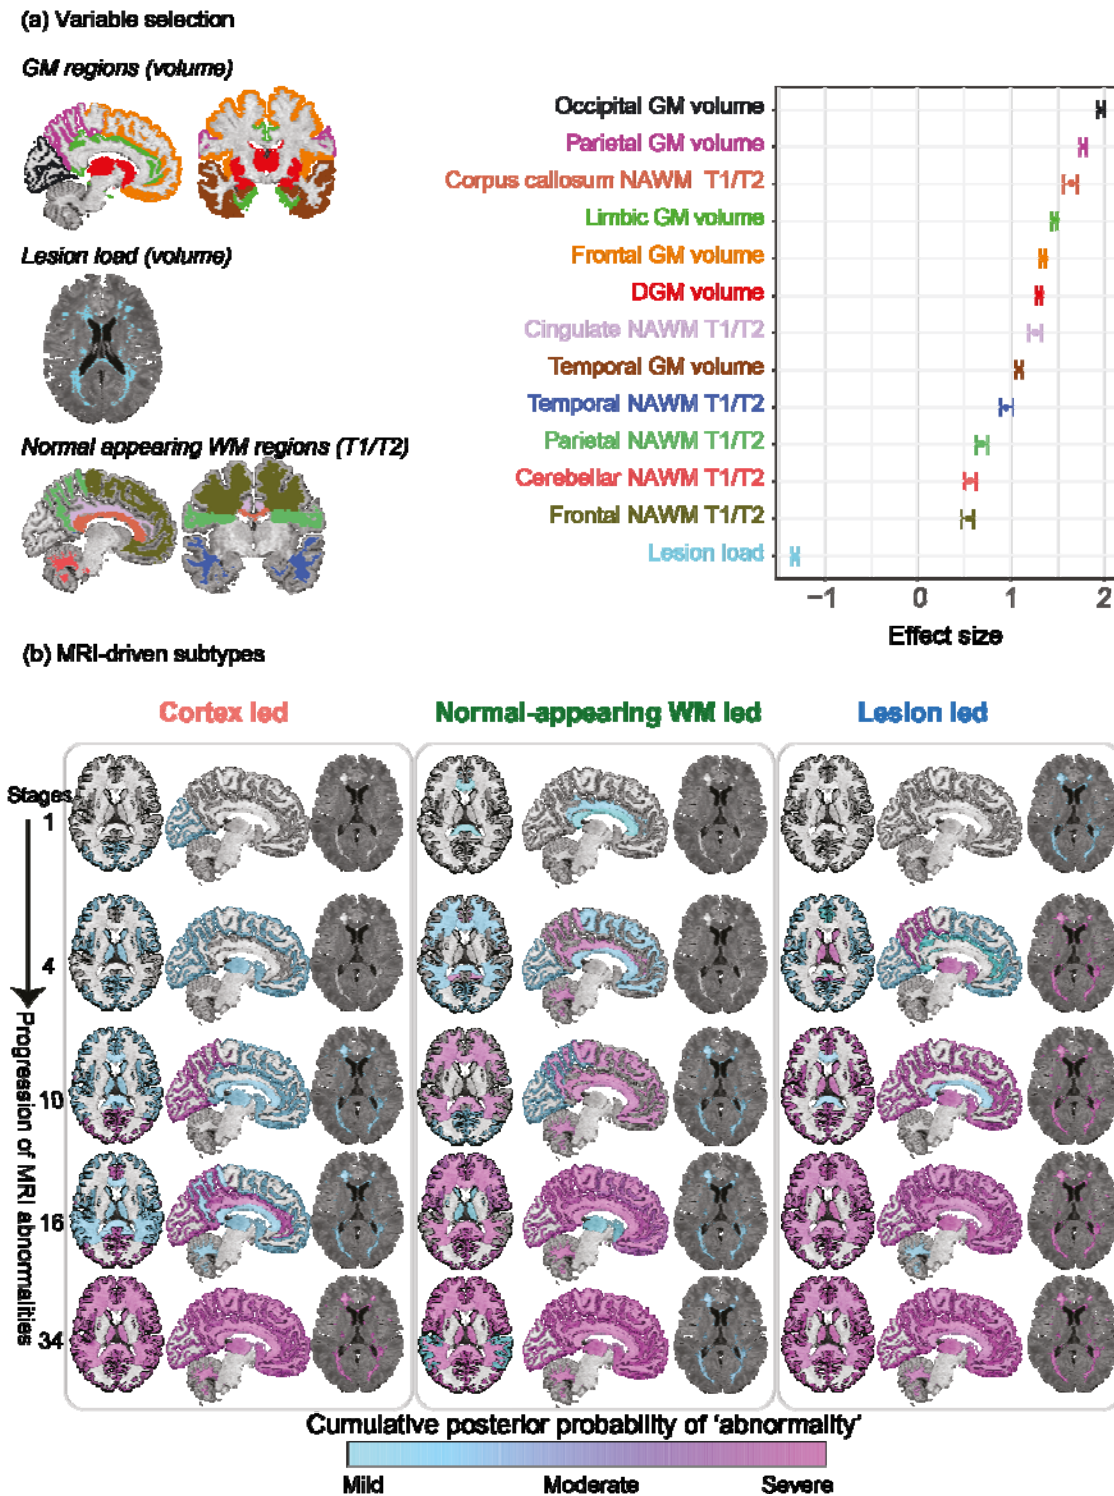 (a) Variable selection
GM regions (volume)
Lesion load (volume)
Normal appearing WM regions (T1/T2)
Occipital GM volume
Parietal GM volume
Corpus callosum NAWM T1/T2
Limbic GM volume
Frontal GM volume
DGM volume
Cingulate NAWM T1/T2
Temporal GM volume
Temporal NAWM T1/T2
Parietal NAWM T1/T2
Cerebellar NAWM T1/T2
Frontal NAWM T1/T2
Lesion load
−1 0 1 2
Effect size
(b) MRI-driven subtypes
Cortex led
Normal-appearing WM led
Lesion led
Stages
1
4
10
16
34
Progression of MRI abnormalities
Cumulative posterior probability of ‘abnormality’
Mild Moderate Severe